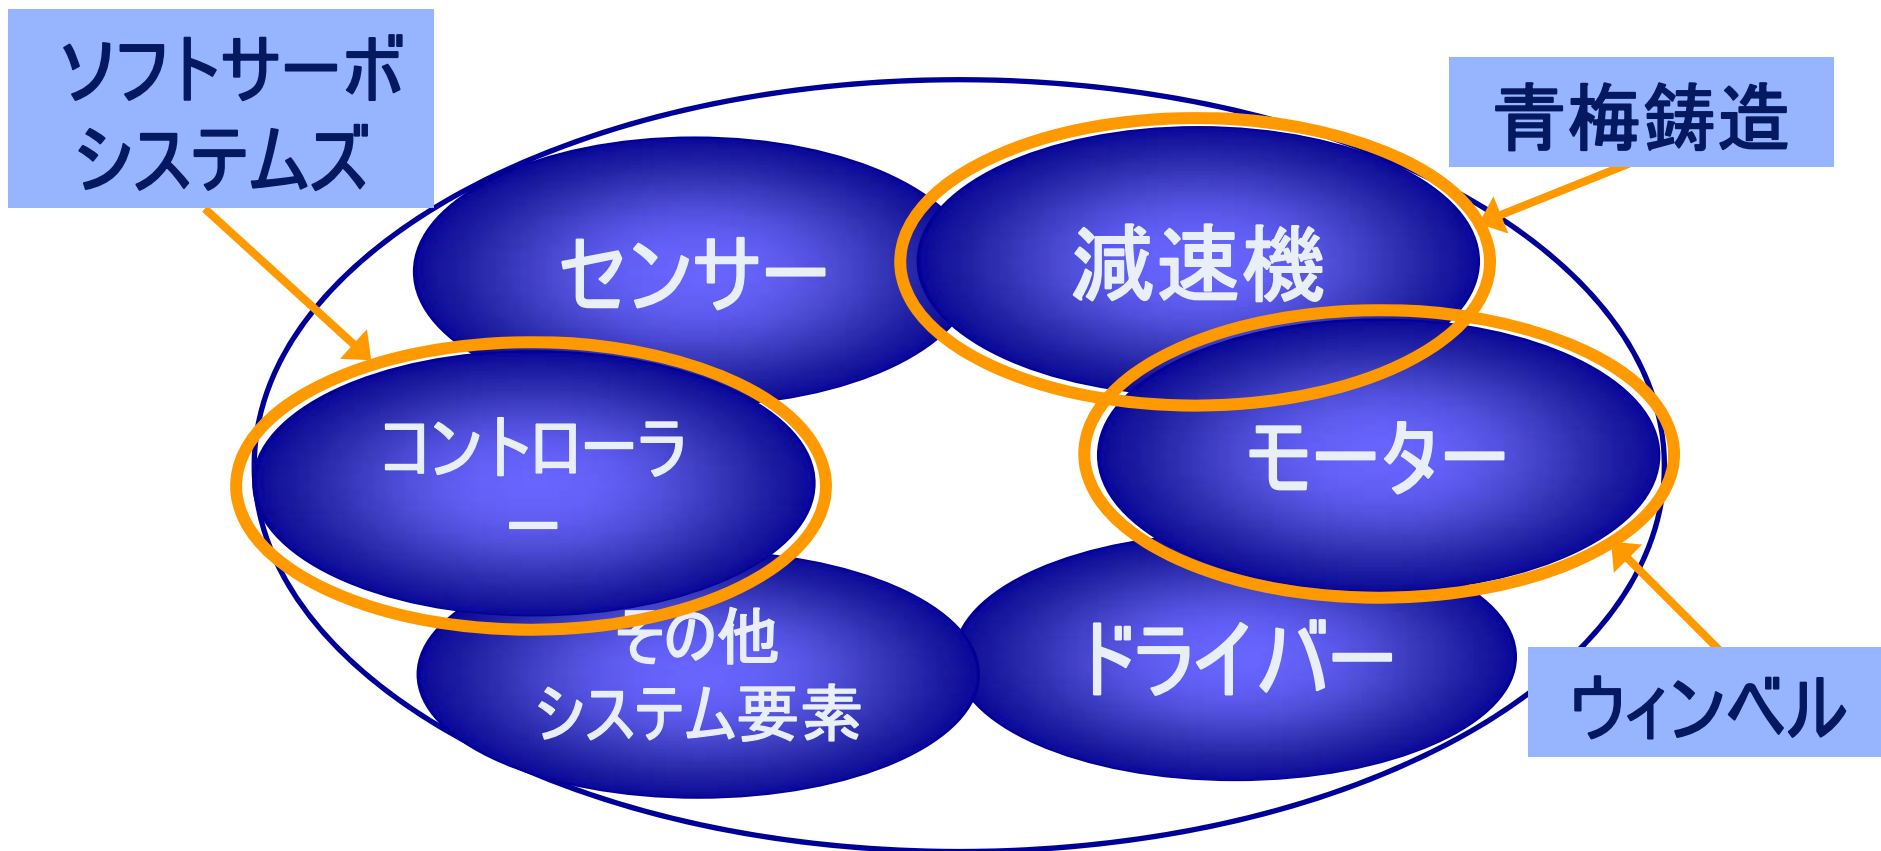 ソフトサーボ
システムズ
青梅鋳造
センサー
減速機
コントローラ
ー
モーター
その他
システム要素
ドライバー
ウィンベル